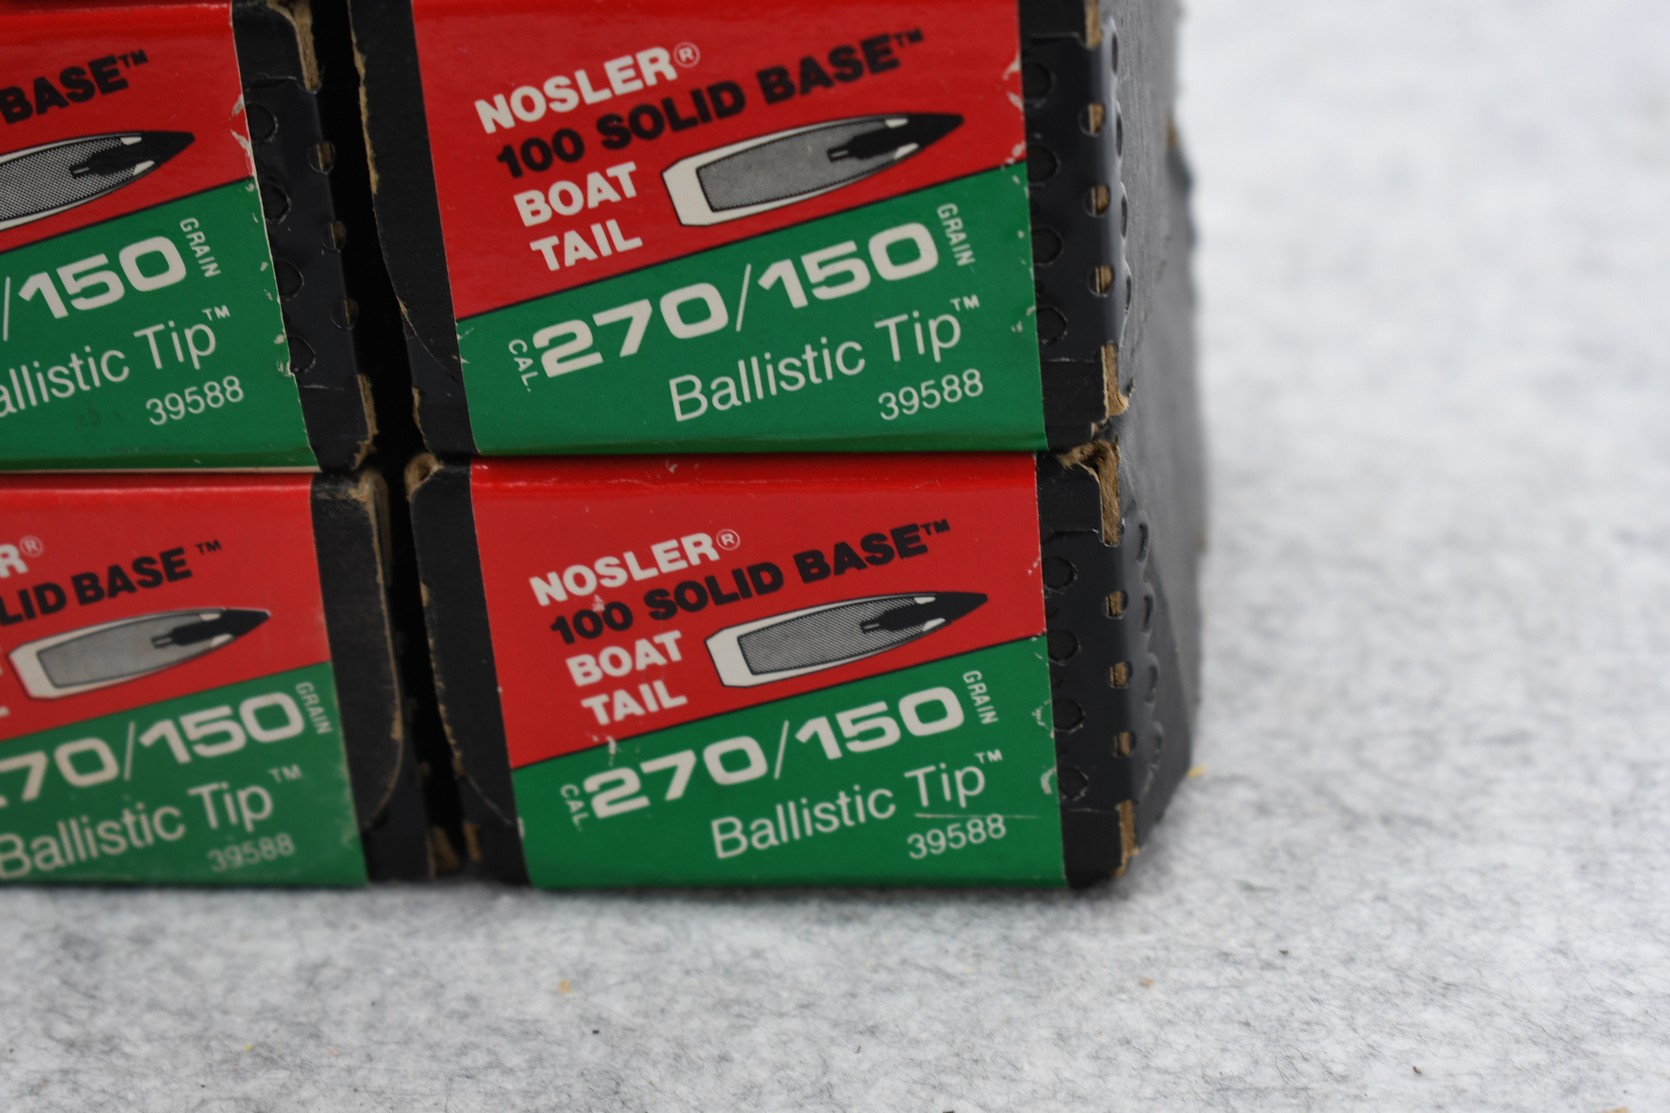 BASE™
/150 GRAIN
allistic Tip™
39588
NOSLER®
100 SOLID BASE™
BOAT
TAIL
CAL. 270/150 GRAIN
Ballistic Tip™
39588
R®
LID BASE™
70/150 GRAIN
Ballistic Tip™
39588
NOSLER®
100 SOLID BASE™
BOAT
TAIL
CAL. 270/150 GRAIN
Ballistic Tip™
39588